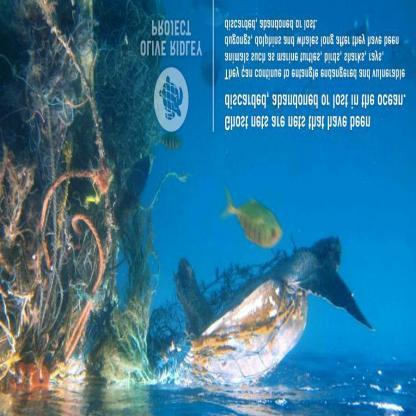 Ghost nets are nets that have been
discarded, abandoned or lost in the ocean.
They can continue to entangle endangered and vulnerable
animals such as marine turtles, birds, sharks, rays,
dugongs, dolphins and whales long after they have been
discarded, abandoned or lost.
OLIVE RIDLEY
PROJECT